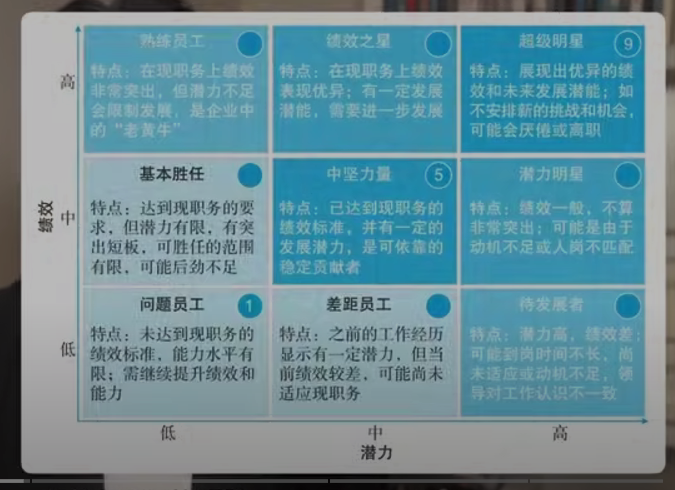 熟练员工
特点：在现职务上绩效
非常突出，但潜力不足
会限制发展，是企业中
的“老黄牛”
绩效之星
特点：在现职务上绩效
表现优异；有一定发展
潜能，需要进一步发展
超级明星 9
特点：展现出优异的绩
效和未来发展潜能；如
不安排新的挑战和机会，
可能会厌倦或离职
高
基本胜任
特点：达到现职务的要
求，但潜力有限，有突
出短板，可胜任的范围
有限，可能后劲不足
中坚力量 5
特点：已达到现职务的
绩效标准，并有一定的
发展潜力，是可依靠的
稳定贡献者
潜力明星
特点：绩效一般，不算
非常突出；可能是由于
动机不足或人岗不匹配
绩效
中
问题员工 1
特点：未达到现职务的
绩效标准，能力水平有
限；需继续提升绩效和
能力
差距员工
特点：之前的工作经历
显示有一定潜力，但当
前绩效较差，可能尚未
适应现职务
待发展者
特点：潜力高，绩效差；
可能到岗时间不长，尚
未适应或动机不足，领
导对工作认识不一致
低
低
中
高
潜力